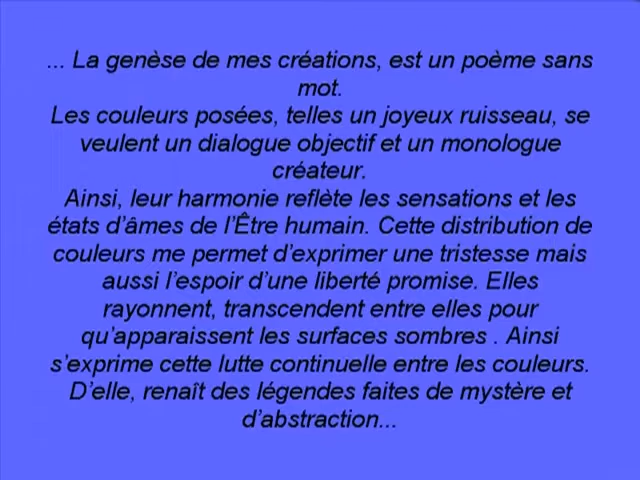 ... La genèse de mes créations, est un poème sans
mot.
Les couleurs posées, telles un joyeux ruisseau, se
veulent un dialogue objectif et un monologue
créateur.
Ainsi, leur harmonie reflète les sensations et les
états d’âmes de l’Être humain. Cette distribution de
couleurs me permet d’exprimer une tristesse mais
aussi l’espoir d’une liberté promise. Elles
rayonnent, transcendent entre elles pour
qu’apparaissent les surfaces sombres . Ainsi
s’exprime cette lutte continuelle entre les couleurs.
D’elle, renaît des légendes faites de mystère et
d’abstraction...